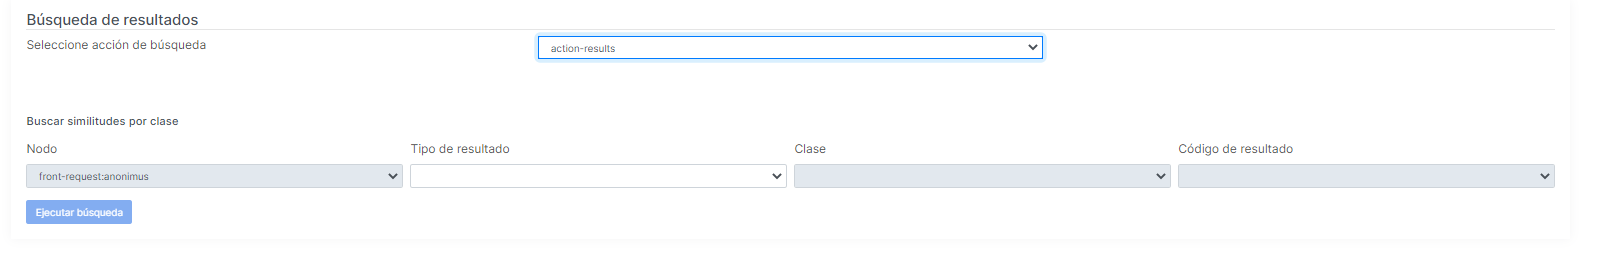 Búsqueda de resultados
Seleccione acción de búsqueda
action-results
Buscar similitudes por clase
Nodo
Tipo de resultado
Clase
Código de resultado
front-request:anonimus
Ejecutar búsqueda